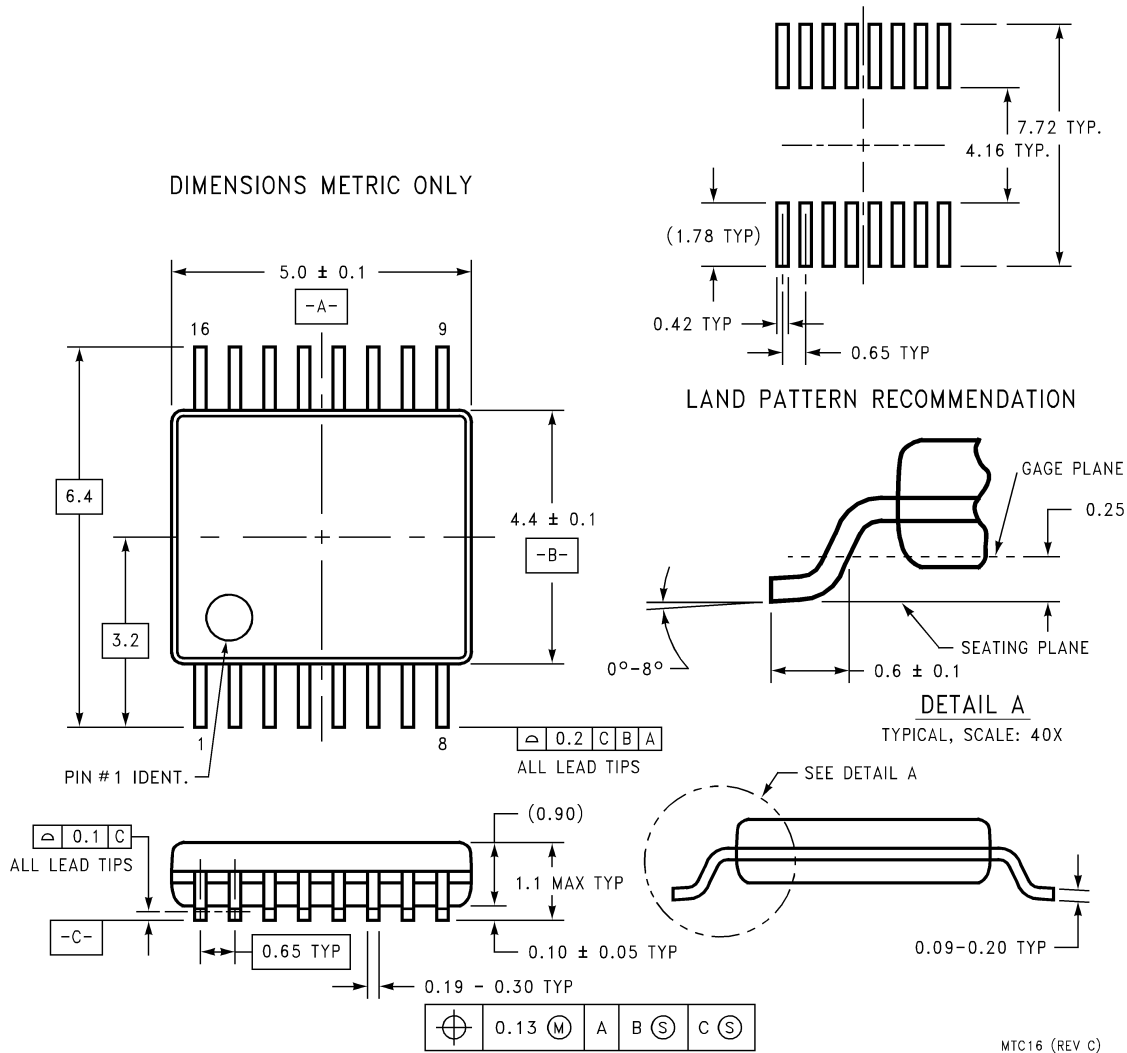 7.72 TYP.
4.16 TYP.
(1.78 TYP)
0.42 TYP
0.65 TYP
LAND PATTERN RECOMMENDATION
DIMENSIONS METRIC ONLY
5.0 ± 0.1
-A-
16
9
6.4
4.4 ± 0.1
-B-
3.2
1
8
PIN #1 IDENT.
⌓ 0.2 C B A
ALL LEAD TIPS
GAGE PLANE
0.25
SEATING PLANE
0°-8°
0.6 ± 0.1
DETAIL A
TYPICAL, SCALE: 40X
SEE DETAIL A
0.09-0.20 TYP
⌓ 0.1 C
ALL LEAD TIPS
-C-
(0.90)
1.1 MAX TYP
0.65 TYP
0.10 ± 0.05 TYP
0.19 - 0.30 TYP
⌖ 0.13 Ⓜ A B Ⓢ C Ⓢ
MTC16 (REV C)